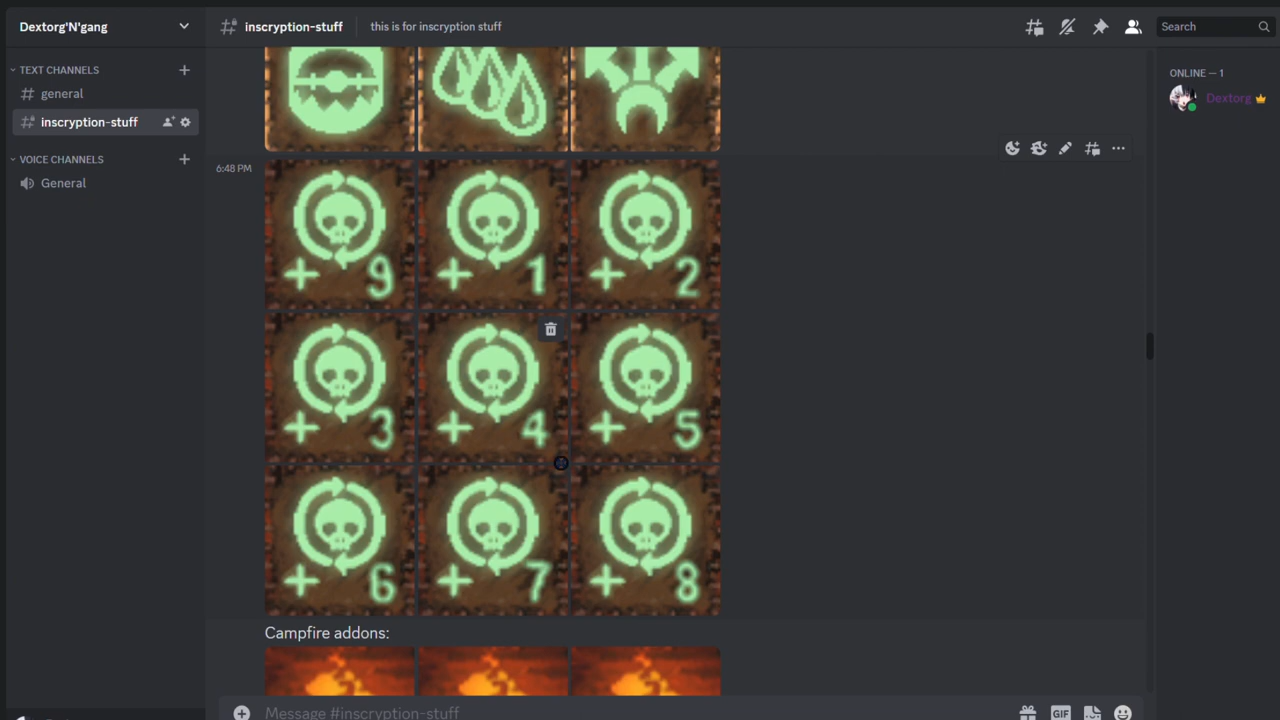 Dextorg'N'gang
inscryption-stuff
this is for inscryption stuff
Search
TEXT CHANNELS
general
inscryption-stuff
VOICE CHANNELS
General
ONLINE — 1
Dextorg
6:48 PM
+ 9
+ 1
+ 2
+ 3
+ 4
+ 5
+ 6
+ 7
+ 8
Campfire addons:
Message #inscryption-stuff
GIF